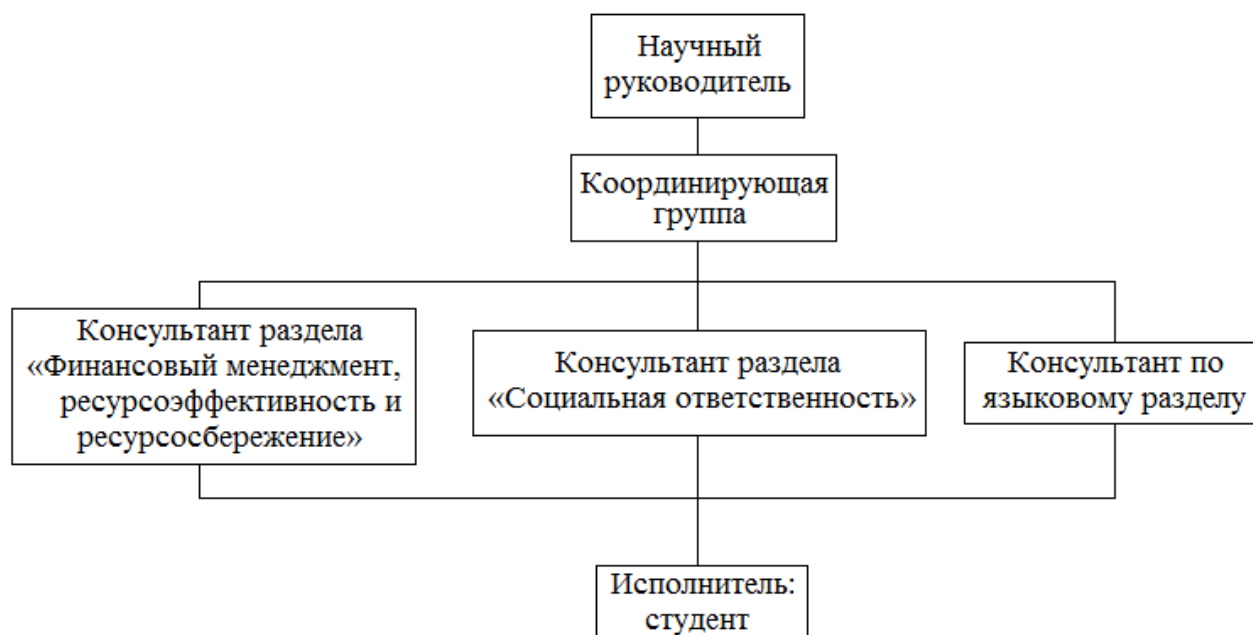 Научный
руководитель
Координирующая
группа
Консультант раздела
«Финансовый менеджмент,
ресурсоэффективность и
ресурсосбережение»
Консультант раздела
«Социальная ответственность»
Консультант по
языковому разделу
Исполнитель:
студент